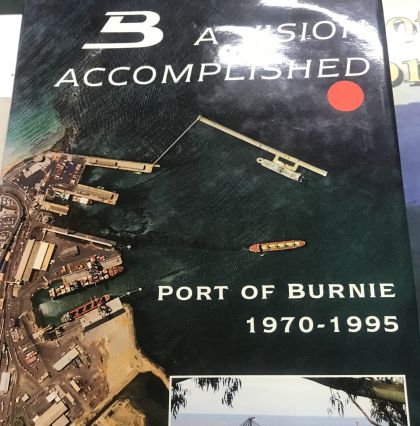 B A VISION
ACCOMPLISHED
PORT OF BURNIE
1970-1995